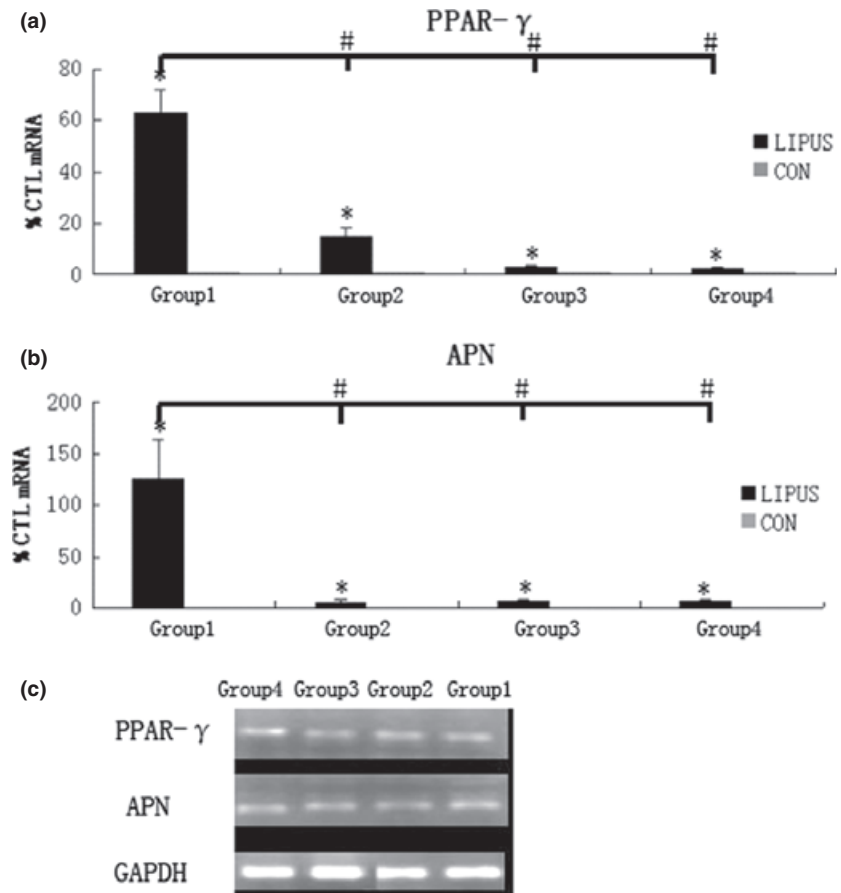 (a)
PPAR-γ
# # #
80
60
40
20
0
% CTL mRNA
* * * *
LIPUS
CON
Group1 Group2 Group3 Group4
(b)
APN
# # #
200
150
100
50
0
% CTL mRNA
* * * *
LIPUS
CON
Group1 Group2 Group3 Group4
(c)
Group4 Group3 Group2 Group1
PPAR-γ
APN
GAPDH